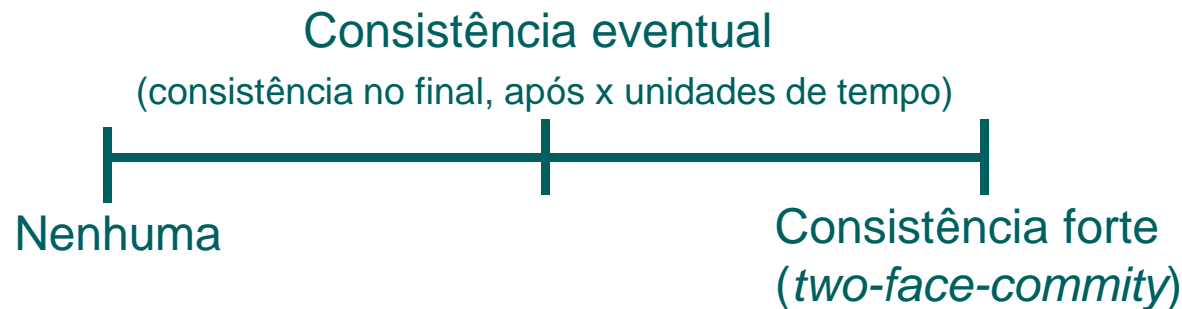 Consistência eventual
(consistência no final, após x unidades de tempo)
Nenhuma
Consistência forte
(two-face-commity)